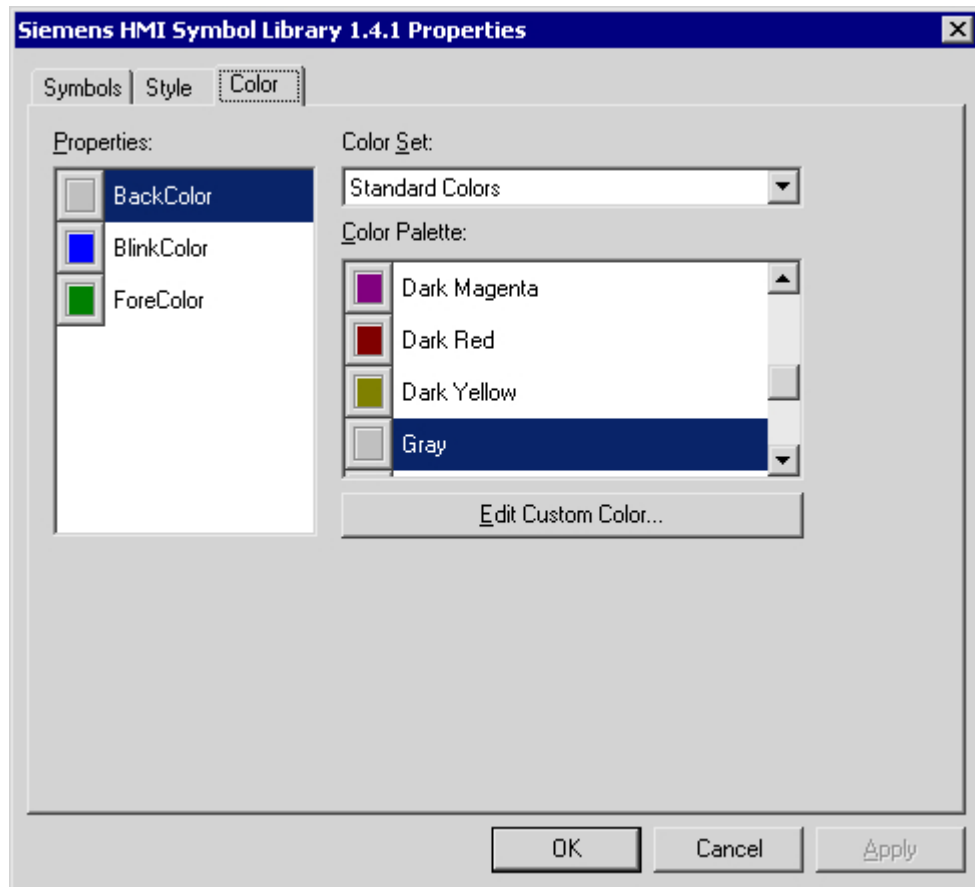 Siemens HMI Symbol Library 1.4.1 Properties
Symbols Style Color
Properties:
BackColor
BlinkColor
ForeColor
Color Set:
Standard Colors
Color Palette:
Dark Magenta
Dark Red
Dark Yellow
Gray
Edit Custom Color...
OK Cancel Apply